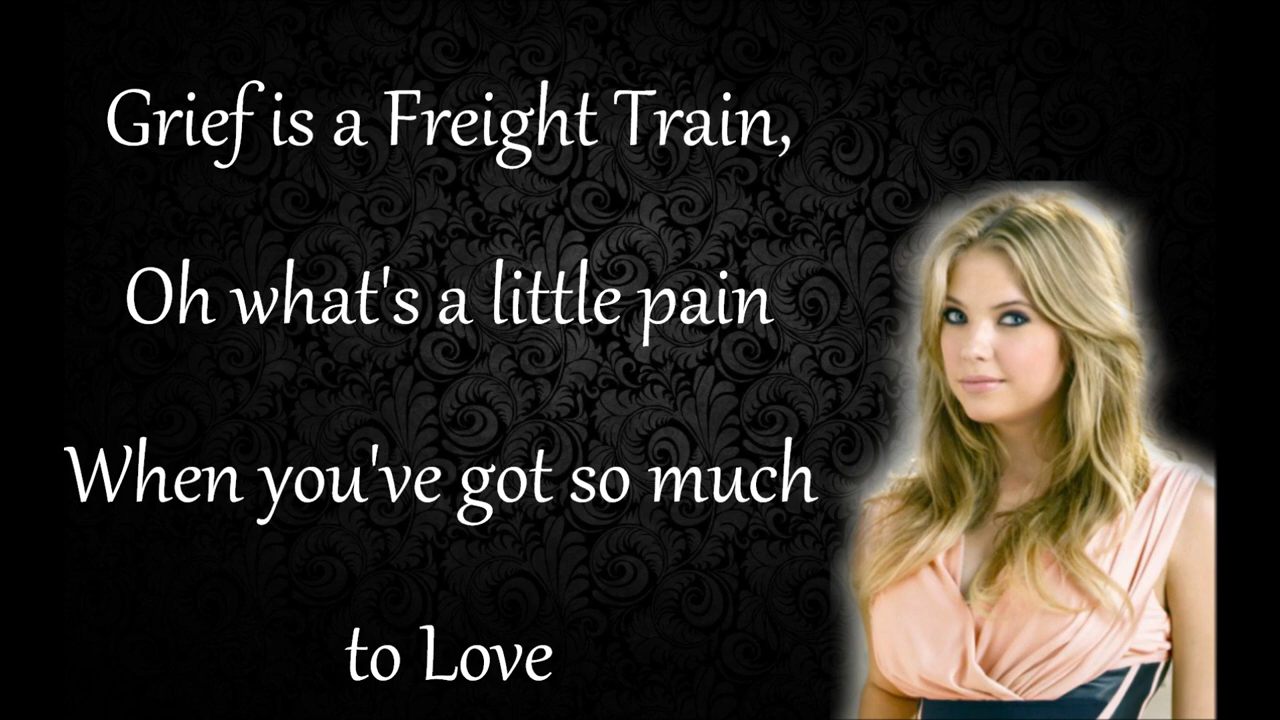 Grief is a Freight Train,
Oh what's a little pain
When you've got so much
to Love